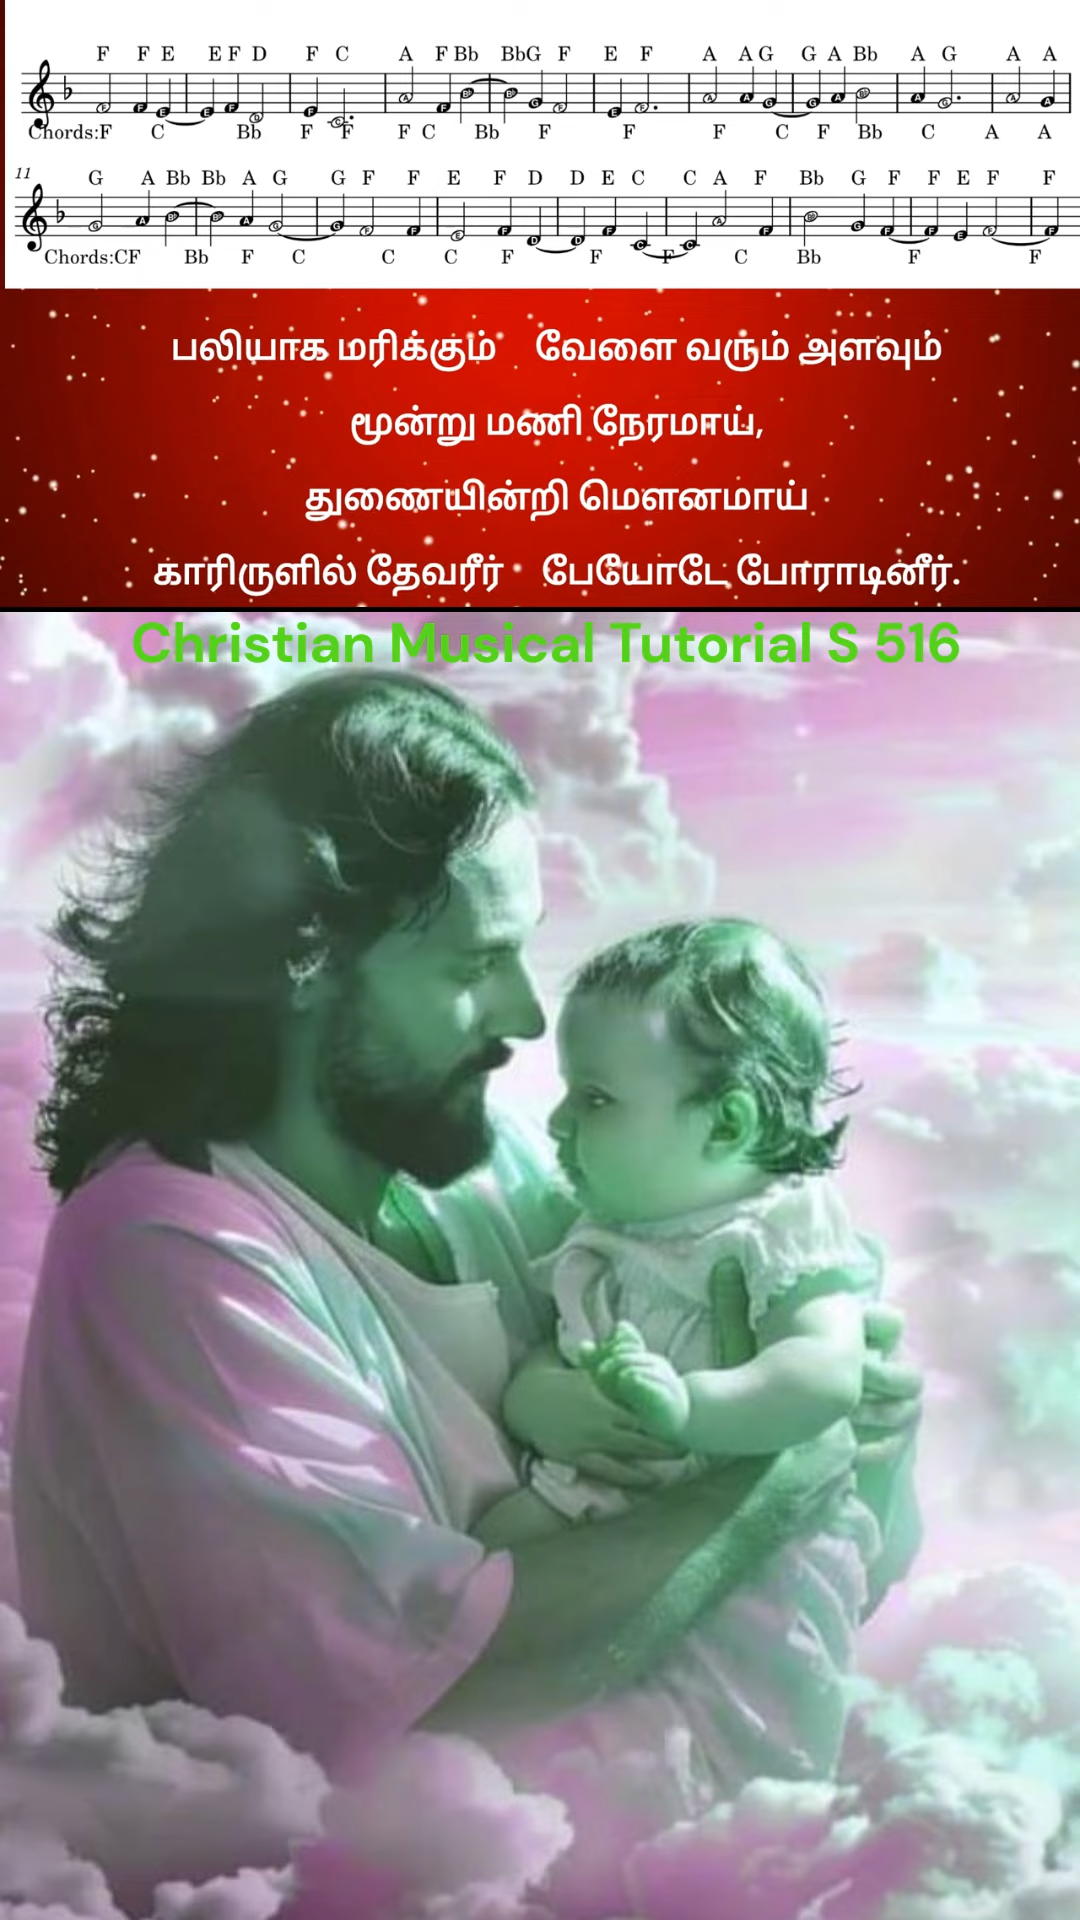 F F E E F D F C A F Bb Bb G F E F A A G G A Bb A G A A
Chords:F C Bb F F F C Bb F F F C F Bb C A A
11 G A Bb Bb A G G F F E F D D E C C A F Bb G F F E F F
Chords:CF Bb F C C C F F F C Bb F F
பலியாக மரிக்கும் வேளை வரும் அளவும்
மூன்று மணி நேரமாய்,
துணையின்றி மௌனமாய்
காரிருளில் தேவரீர் பேயோடே போராடினீர்.
Christian Musical Tutorial S 516